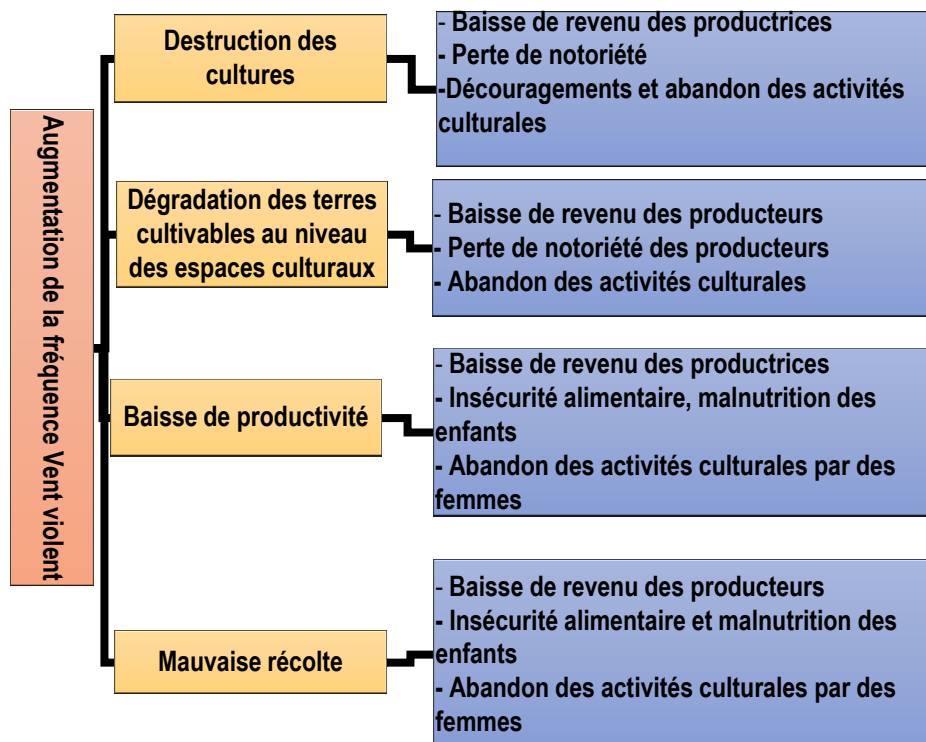 Augmentation de la fréquence Vent violent
Destruction des
cultures
- Baisse de revenu des productrices
- Perte de notoriété
-Découragements et abandon des activités
culturales
Dégradation des terres
cultivables au niveau
des espaces culturaux
- Baisse de revenu des producteurs
- Perte de notoriété des producteurs
- Abandon des activités culturales
Baisse de productivité
- Baisse de revenu des productrices
- Insécurité alimentaire, malnutrition des
enfants
- Abandon des activités culturales par des
femmes
Mauvaise récolte
- Baisse de revenu des producteurs
- Insécurité alimentaire et malnutrition des
enfants
- Abandon des activités culturales par des
femmes